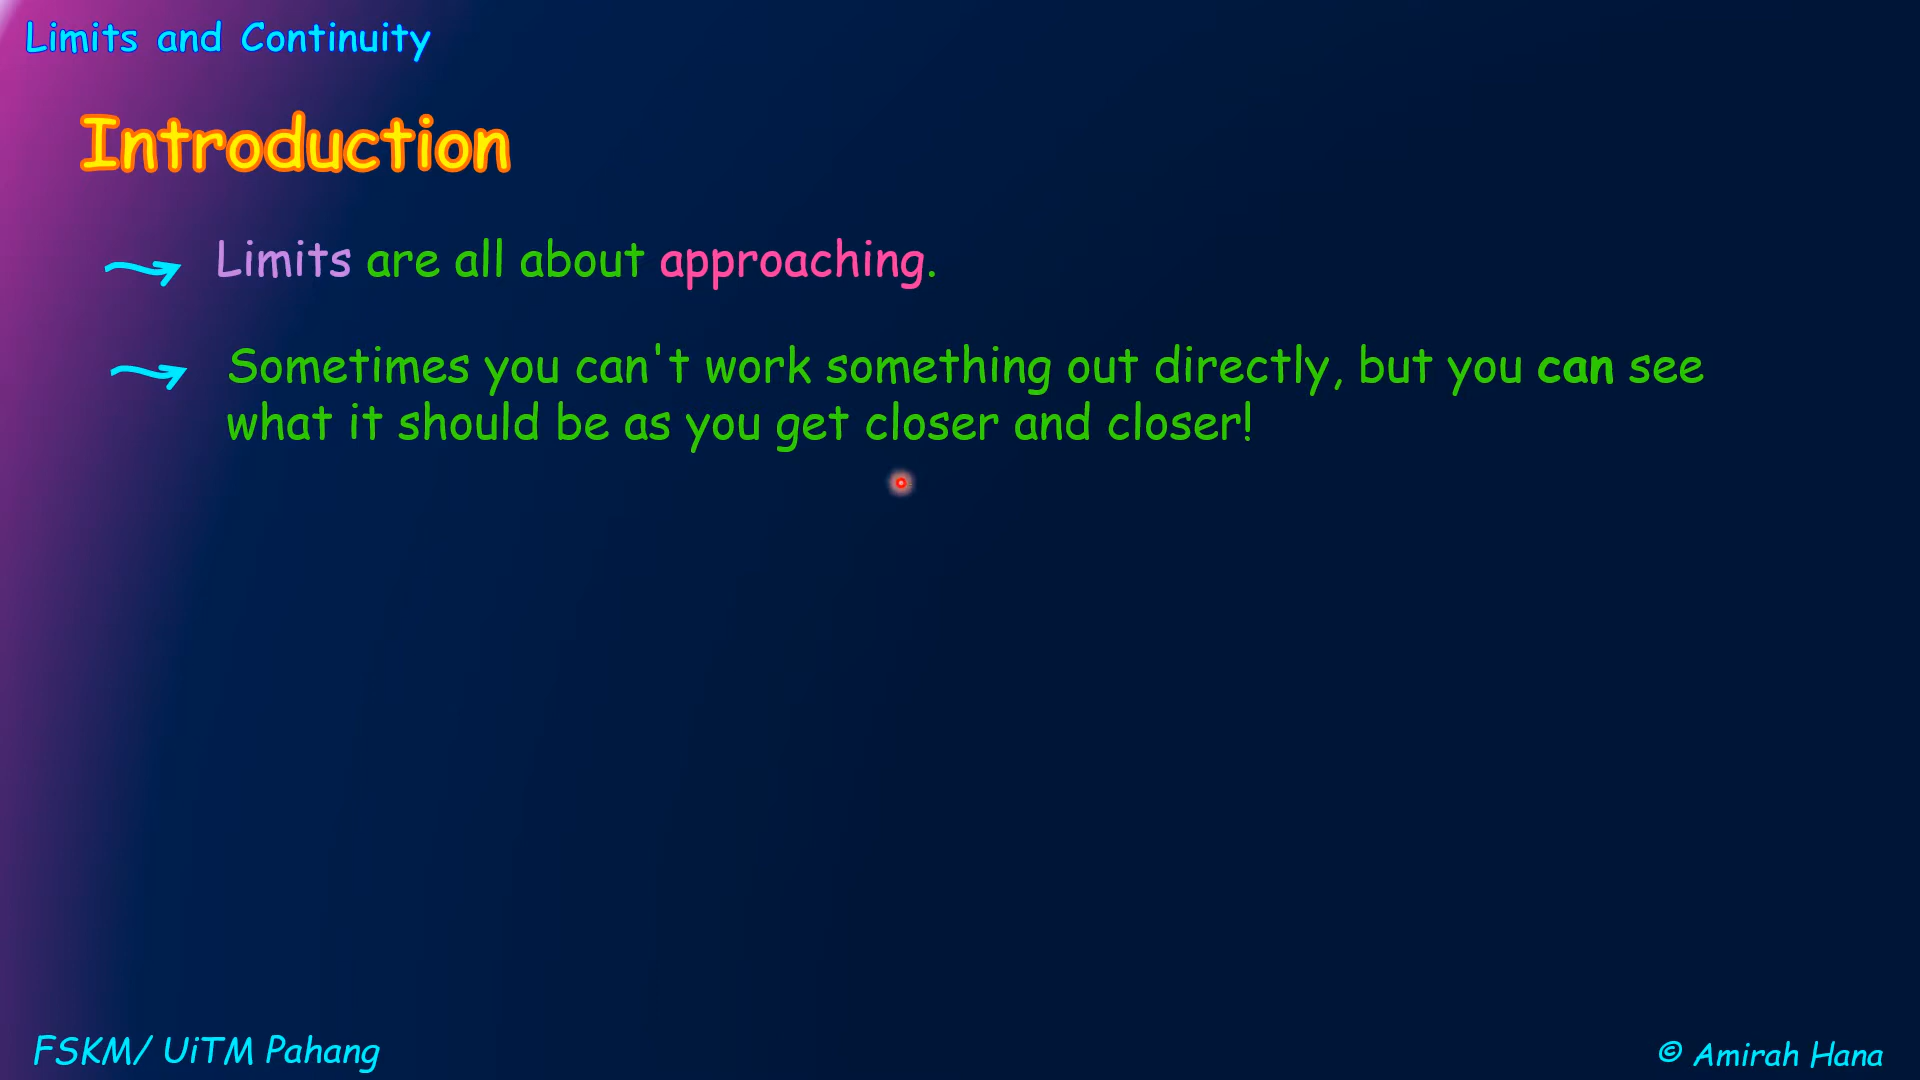 Limits and Continuity
Introduction
Limits are all about approaching.
Sometimes you can't work something out directly, but you can see
what it should be as you get closer and closer!
FSKM/ UiTM Pahang
© Amirah Hana